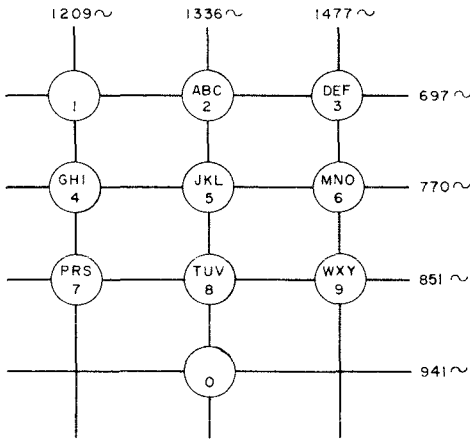 1209~ 1336~ 1477~
ABC DEF
1 2 3 697~
GHI JKL MNO
4 5 6 770~
PRS TUV WXY
7 8 9 851~
0 941~